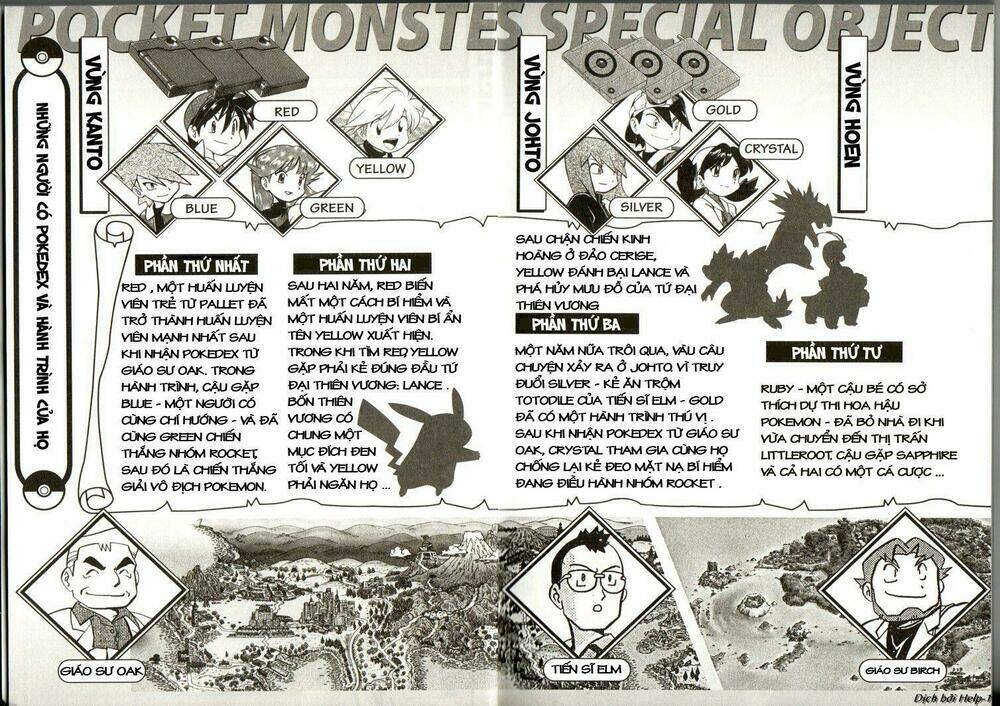 POCKET MONSTES SPECIAL OBJECT
NHỮNG NGƯỜI CÓ POKEDEX VÀ HÀNH TRÌNH CỦA HỌ
VÙNG KANTO
RED
YELLOW
BLUE
GREEN
VÙNG JOHTO
GOLD
CRYSTAL
SILVER
VÙNG HOEN
PHẦN THỨ NHẤT
RED, MỘT HUẤN LUYỆN
VIÊN TRẺ TỪ PALLET ĐÃ
TRỞ THÀNH HUẤN LUYỆN
VIÊN MẠNH NHẤT SAU
KHI NHẬN POKEDEX TỪ
GIÁO SƯ OAK. TRONG
HÀNH TRÌNH, CẬU GẶP
BLUE - MỘT NGƯỜI CÓ
CÙNG CHÍ HƯỚNG - VÀ ĐÃ
CÙNG GREEN CHIẾN
THẮNG NHÓM ROCKET,
SAU ĐÓ LÀ CHIẾN THẮNG
GIẢI VÔ ĐỊCH POKEMON.
PHẦN THỨ HAI
SAU HAI NĂM, RED BIẾN
MẤT MỘT CÁCH BÍ HIỂM VÀ
MỘT HUẤN LUYỆN VIÊN BÍ ẨN
TÊN YELLOW XUẤT HIỆN.
TRONG KHI TÌM RED, YELLOW
GẶP PHẢI KẺ ĐỨNG ĐẦU TỨ
ĐẠI THIÊN VƯƠNG: LANCE.
BỐN THIÊN
VƯƠNG CÓ
CHUNG MỘT
MỤC ĐÍCH ĐEN
TỐI VÀ YELLOW
PHẢI NGĂN HỌ ...
SAU CHẬN CHIẾN KINH
HOÀNG Ở ĐẢO CERISE,
YELLOW ĐÁNH BẠI LANCE VÀ
PHÁ HỦY MƯU ĐỒ CỦA TỨ ĐẠI
THIÊN VƯƠNG
PHẦN THỨ BA
MỘT NĂM NỮA TRÔI QUA, VÀU CÂU
CHUYỆN XẢY RA Ở JOHTO. VÌ TRUY
ĐUỔI SILVER - KẺ ĂN TRỘM
TOTODILE CỦA TIẾN SĨ ELM - GOLD
ĐÃ CÓ MỘT HÀNH TRÌNH THÚ VỊ.
SAU KHI NHẬN POKEDEX TỪ GIÁO SƯ
OAK, CRYSTAL THAM GIA CÙNG HỌ
CHỐNG LẠI KẺ ĐEO MẶT NẠ BÍ HIỂM
ĐANG ĐIỀU HÀNH NHÓM ROCKET.
PHẦN THỨ TƯ
RUBY - MỘT CẬU BÉ CÓ SỞ
THÍCH DỰ THI HOA HẬU
POKEMON - ĐÃ BỎ NHÀ ĐI KHI
VỪA CHUYỂN ĐẾN THỊ TRẤN
LITTLEROOT. CẬU GẶP SAPPHIRE
VÀ CẢ HAI CÓ MỘT CÁ CƯỢC ...
GIÁO SƯ OAK
TIẾN SĨ ELM
GIÁO SƯ BIRCH
Dịch bởi Help-1